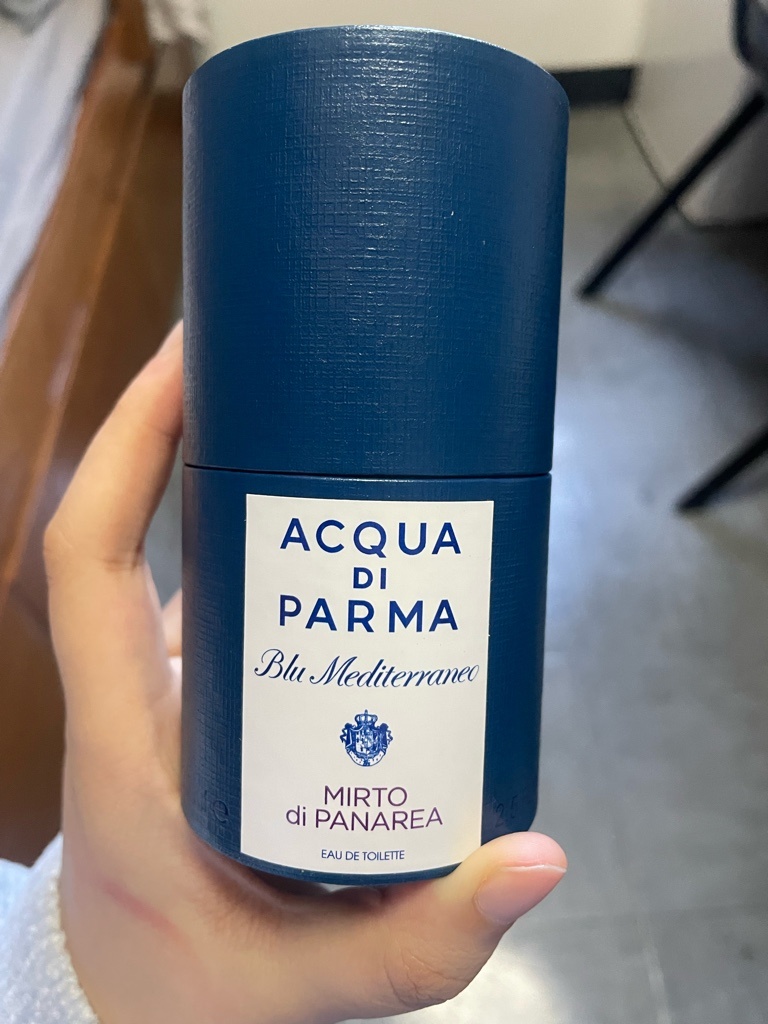 ACQUA
DI
PARMA
Blu Mediterraneo
MIRTO
di PANAREA
EAU DE TOILETTE